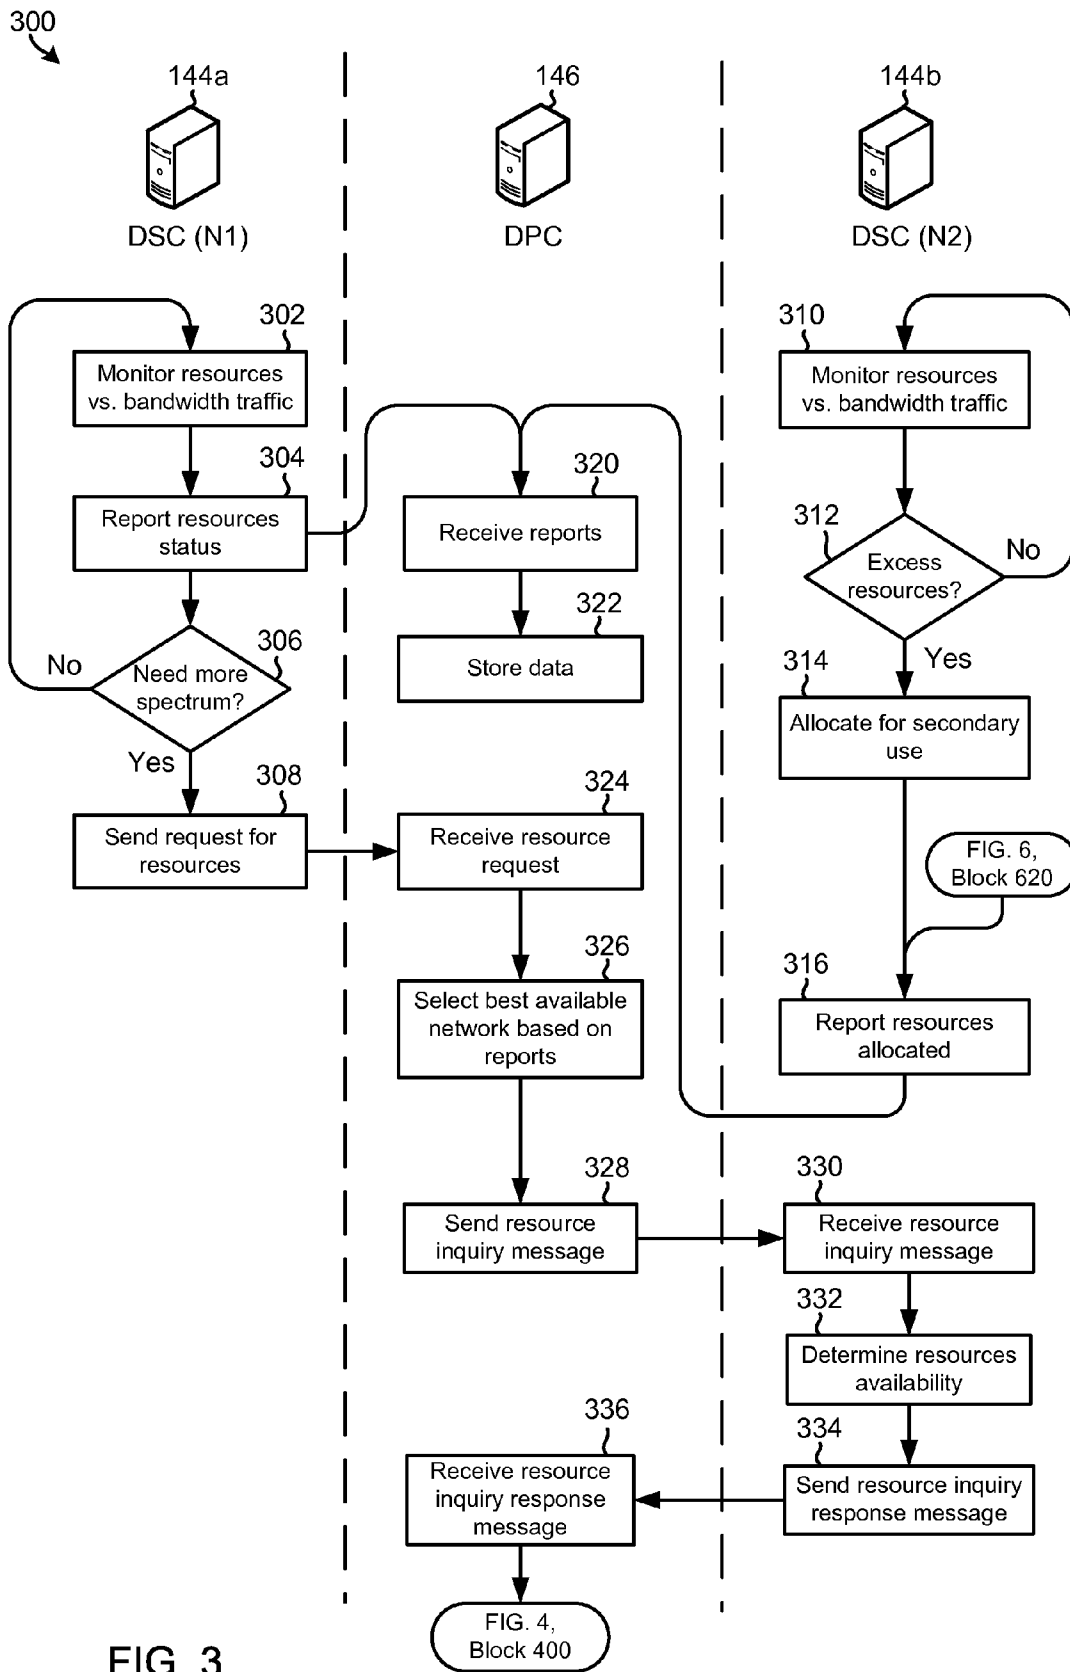 300
144a
146
144b
DSC (N1)
DPC
DSC (N2)
302
Monitor resources
vs. bandwidth traffic
304
Report resources
status
306
Need more
spectrum?
No
Yes
308
Send request for
resources
320
Receive reports
322
Store data
324
Receive resource
request
326
Select best available
network based on
reports
328
Send resource
inquiry message
310
Monitor resources
vs. bandwidth traffic
312
Excess
resources?
No
Yes
314
Allocate for secondary
use
FIG. 6,
Block 620
316
Report resources
allocated
330
Receive resource
inquiry message
332
Determine resources
availability
334
Send resource inquiry
response message
336
Receive resource
inquiry response
message
FIG. 4,
Block 400
FIG. 3